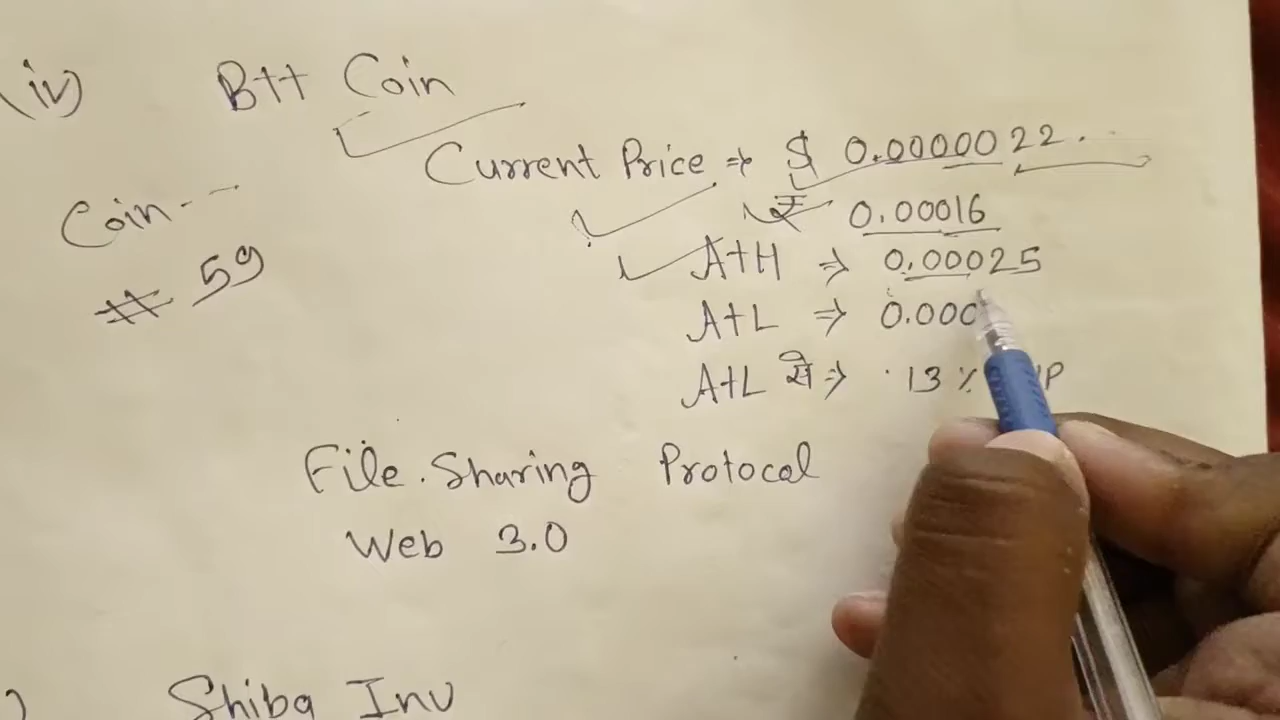 (iv) Btt Coin
Current Price ⇒ $ 0.0000022..
₹ 0.00016
Coin---
# 59
AtH ⇒ 0.00025
AtL ⇒ 0.000
AtL से ⇒ 13 %
File. Sharing Protocal
Web 3.0
Shiba Inu